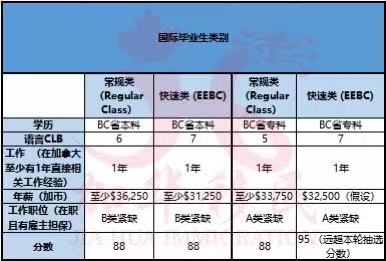 国际毕业生类别
常规类 快速类 (EEBC) 常规类 快速类 (EEBC)
(Regular (Regular
Class) Class)
学历 BC省本科 BC省本科 BC省专科 BC省专科
语言CLB 6 7 5 7
工作 (在加拿大
至少有1年直接相 1年 1年 1年 1年
关工作经验)
年薪 (加币) 至少$36,250 至少$31,250 至少$33,750 $32,500 (假设)
工作职位 (在职 B类紧缺 B类紧缺 A类紧缺 A类紧缺
且有雇主担保)
分数 88 88 88 95 (远超本轮抽选
分数)